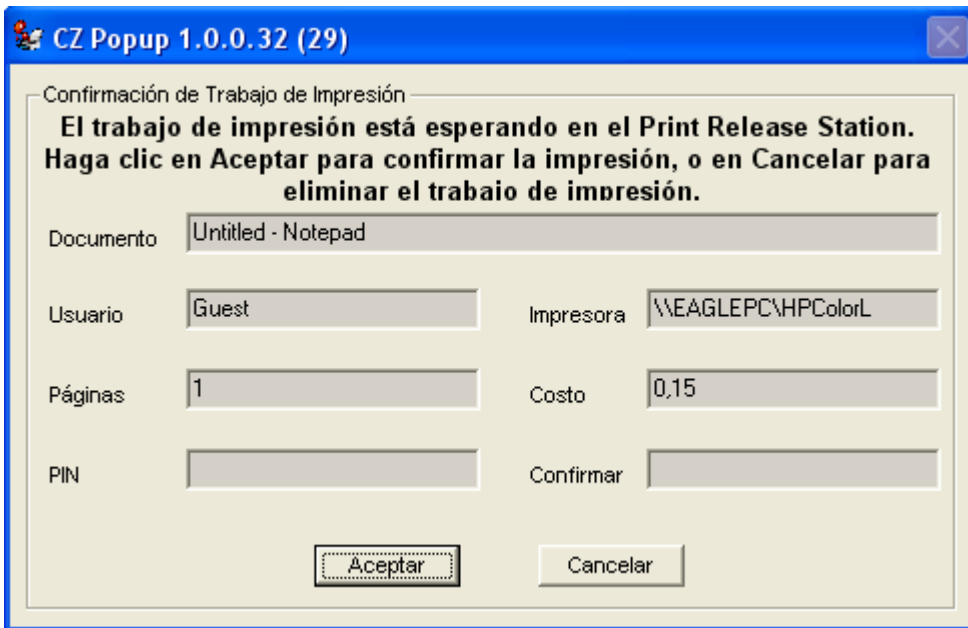 CZ Popup 1.0.0.32 (29)
Confirmación de Trabajo de Impresión
El trabajo de impresión está esperando en el Print Release Station.
Haga clic en Aceptar para confirmar la impresión, o en Cancelar para
eliminar el trabajo de impresión.
Documento Untitled - Notepad
Usuario Guest Impresora \\EAGLEPC\HPColorL
Páginas 1 Costo 0,15
PIN Confirmar
Aceptar Cancelar